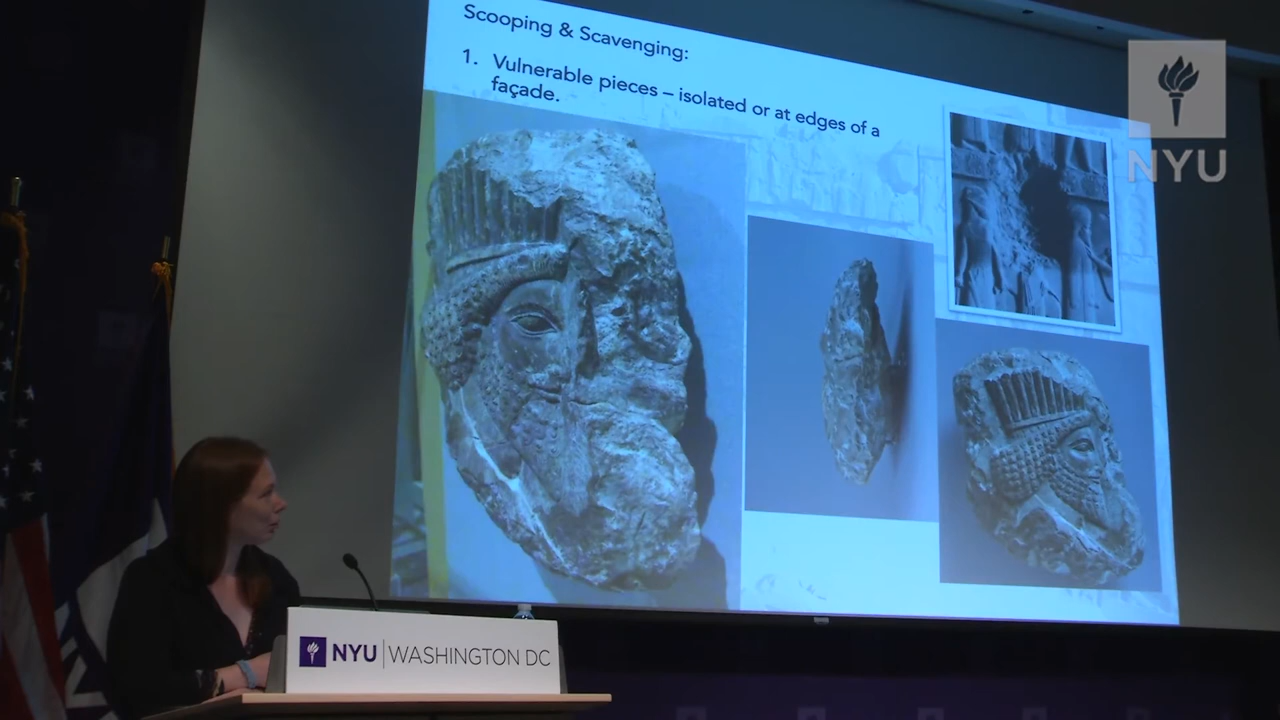 Scooping & Scavenging:
1. Vulnerable pieces – isolated or at edges of a
façade.
NYU
NYU | WASHINGTON DC